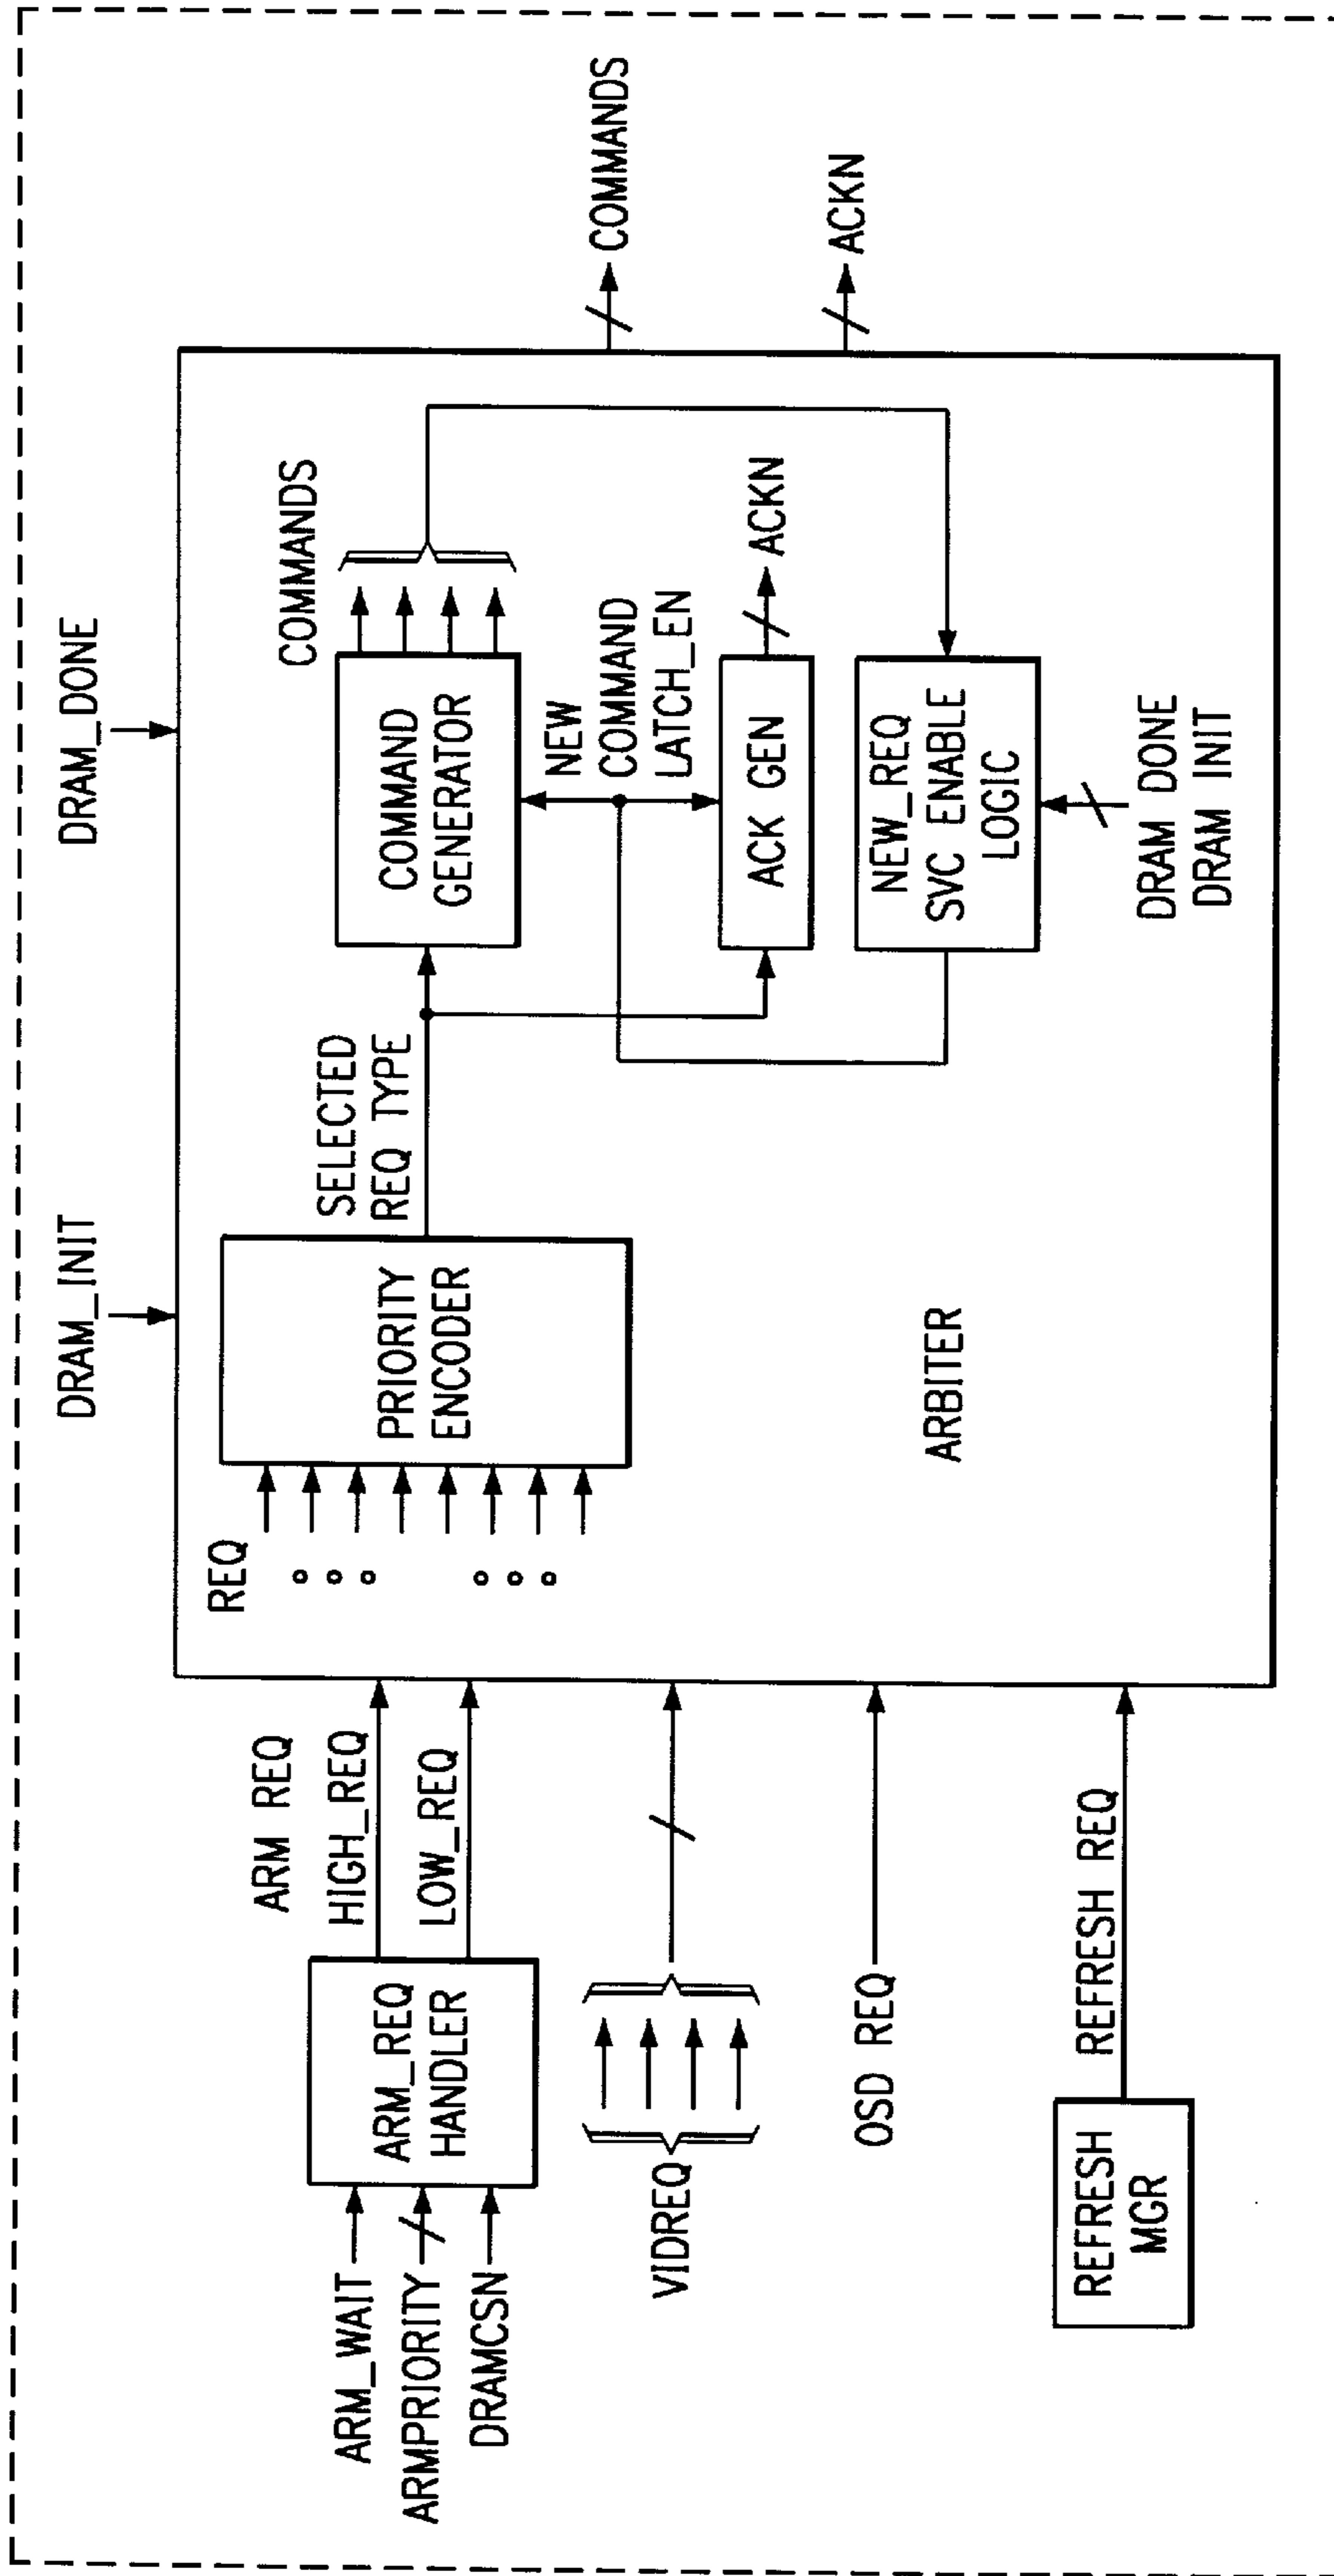 DRAM_INIT
DRAM_DONE
ARM_WAIT
ARMPRIORITY
DRAMCSN
ARM_REQ
HANDLER
ARM REQ
HIGH_REQ
LOW_REQ
VIDREQ
OSD REQ
REFRESH
MGR
REFRESH REQ
REQ
PRIORITY
ENCODER
SELECTED
REQ TYPE
COMMAND
GENERATOR
COMMANDS
NEW
COMMAND
LATCH_EN
ACK GEN
ACKN
NEW_REQ
SVC ENABLE
LOGIC
DRAM DONE
DRAM INIT
ARBITER
COMMANDS
ACKN